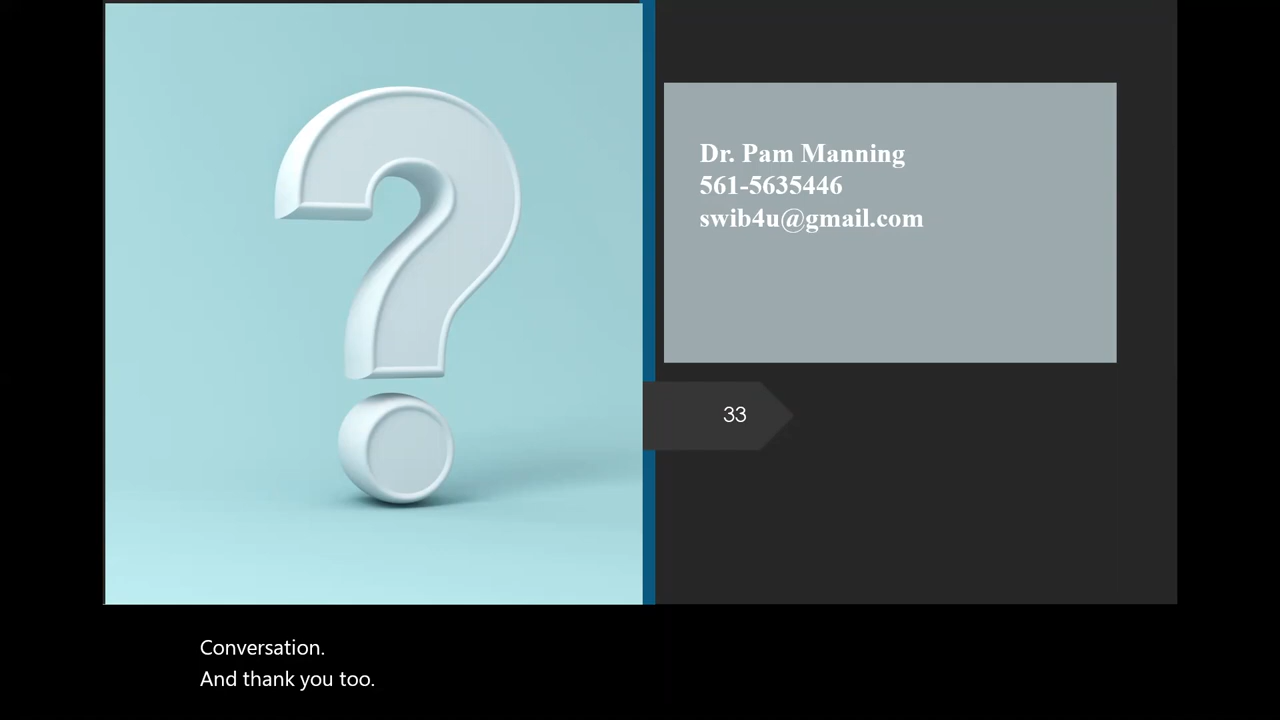 Dr. Pam Manning
561-5635446
swib4u@gmail.com
33
Conversation.
And thank you too.